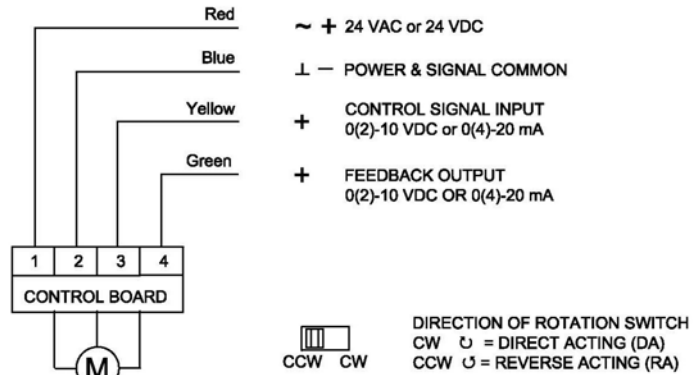 Red
~ + 24 VAC or 24 VDC
Blue
⊥ — POWER & SIGNAL COMMON
Yellow
+ CONTROL SIGNAL INPUT
0(2)-10 VDC or 0(4)-20 mA
Green
+ FEEDBACK OUTPUT
0(2)-10 VDC OR 0(4)-20 mA
1 2 3 4
CONTROL BOARD
M
CCW CW
DIRECTION OF ROTATION SWITCH
CW ↻ = DIRECT ACTING (DA)
CCW ↺ = REVERSE ACTING (RA)